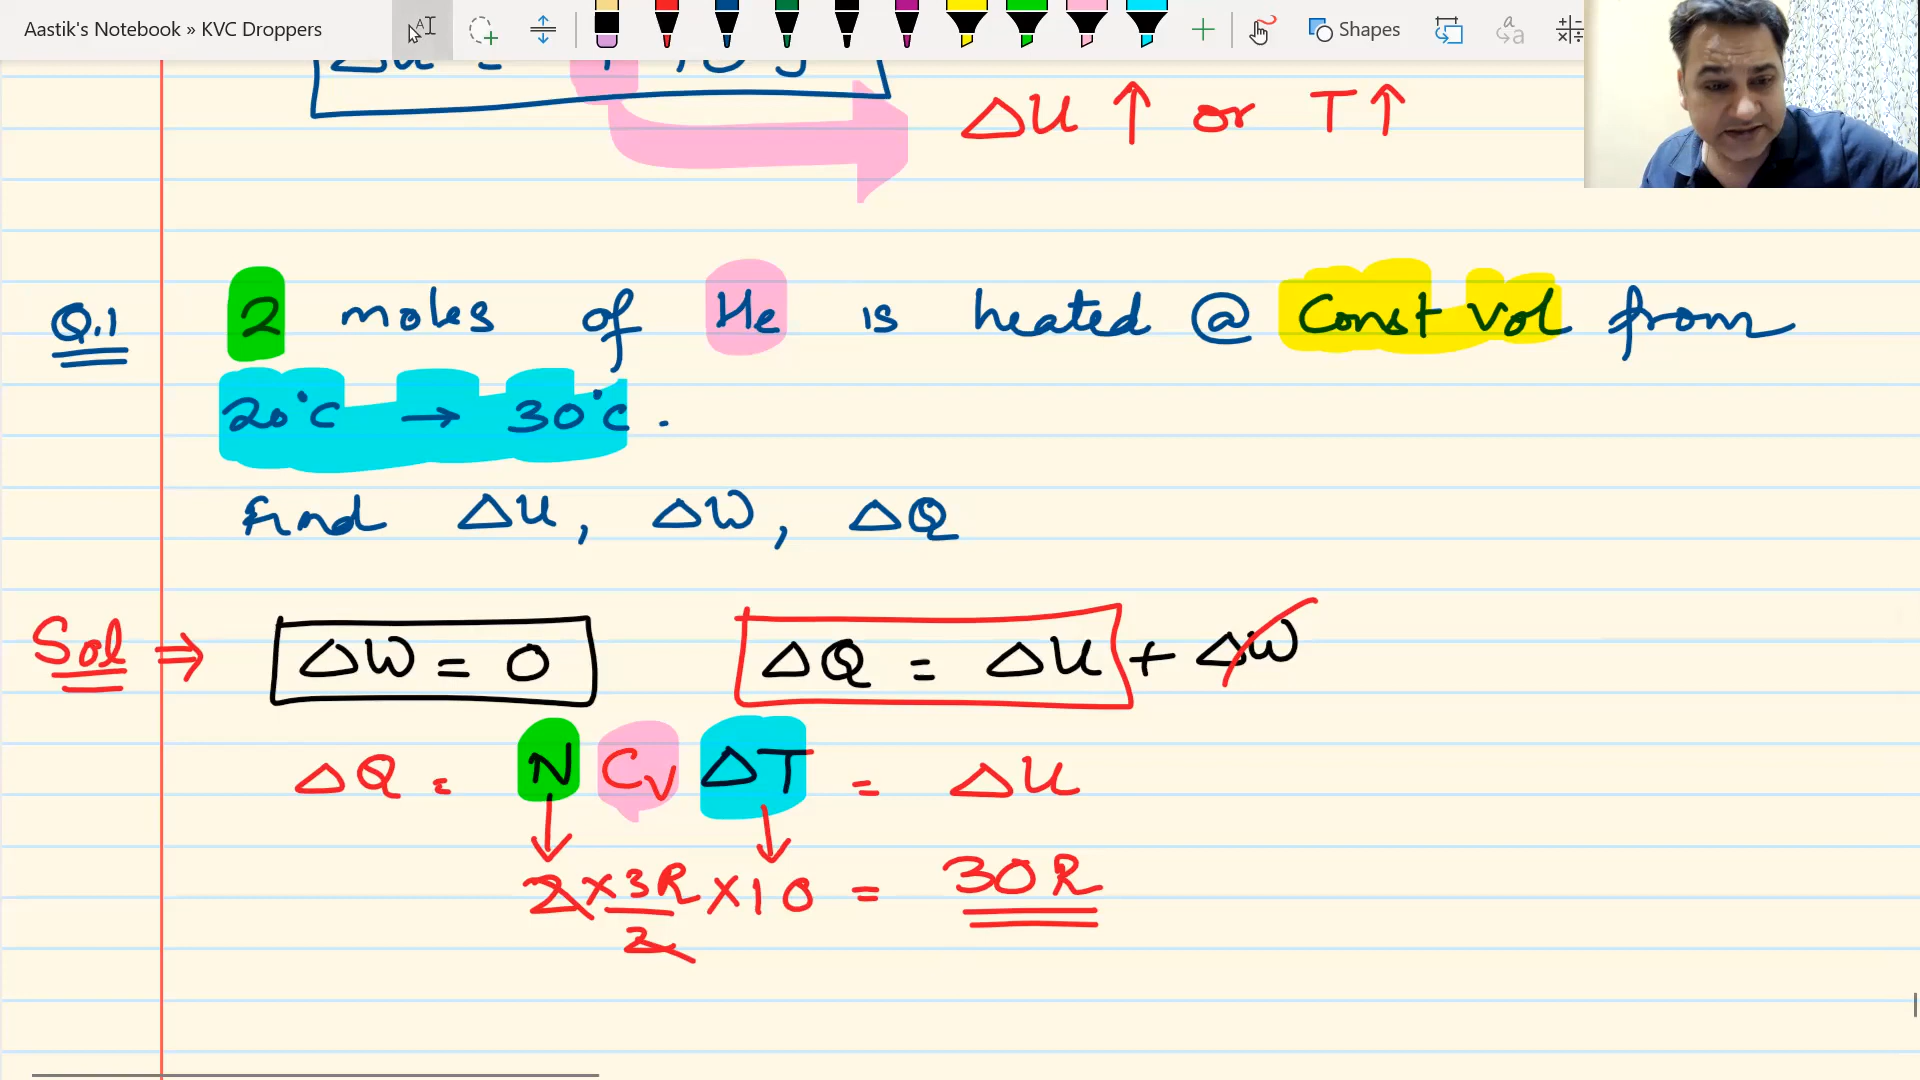 Aastik's Notebook » KVC Droppers
Shapes
ΔU ↑ or T ↑
Q.1 2 moles of He is heated @ Const Vol from
20°C → 30°C.
Find ΔU, ΔW, ΔQ
Sol ⇒ ΔW = 0 ΔQ = ΔU + ΔW
ΔQ = N Cv ΔT = ΔU
2 × 3R/2 × 10 = 30R